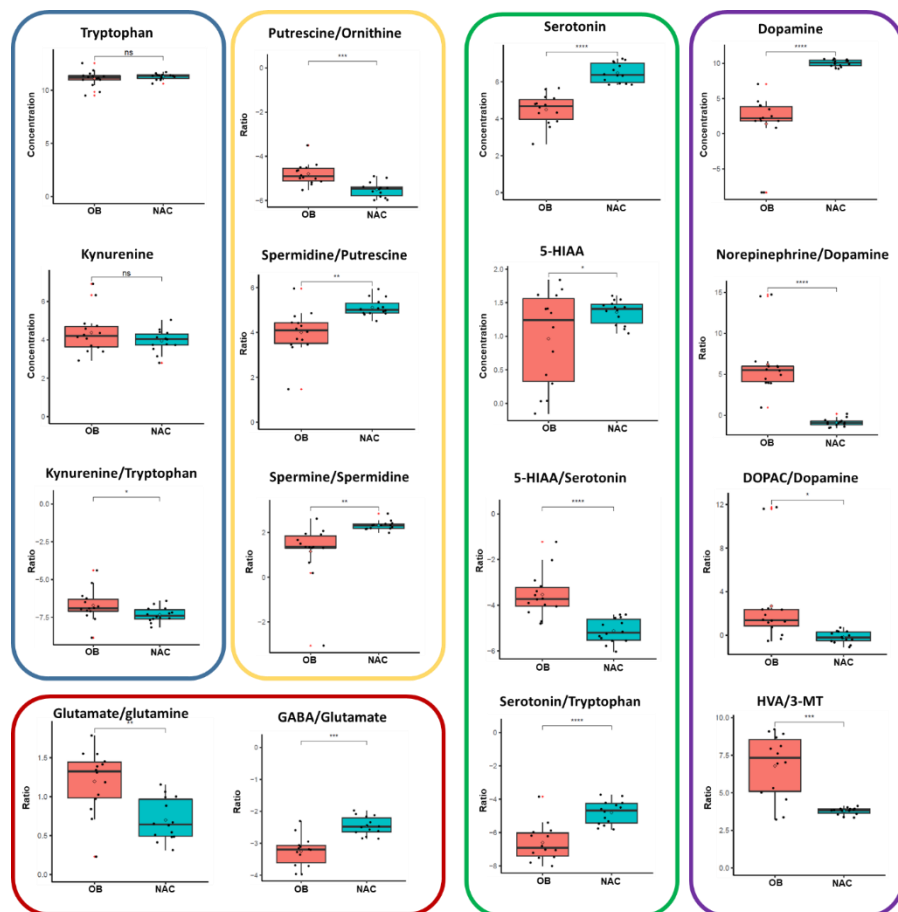 Tryptophan
ns
Concentration
10
5
0
OB
NAC
Kynurenine
ns
Concentration
6
4
2
0
OB
NAC
Kynurenine/Tryptophan
*
Ratio
0.0
−2.5
−5.0
−7.5
OB
NAC
Putrescine/Ornithine
***
Ratio
0
−2
−4
−6
OB
NAC
Spermidine/Putrescine
**
Ratio
6
4
2
0
OB
NAC
Spermine/Spermidine
**
Ratio
2
0
−2
OB
NAC
Serotonin
****
Concentration
6
4
2
0
OB
NAC
5-HIAA
*
Concentration
1.5
1.0
0.5
0.0
OB
NAC
5-HIAA/Serotonin
****
Ratio
0
−2
−4
−6
OB
NAC
Serotonin/Tryptophan
****
Ratio
0
−2
−4
−6
−8
OB
NAC
Dopamine
****
Concentration
10
5
0
−5
OB
NAC
Norepinephrine/Dopamine
****
Ratio
15
10
5
0
OB
NAC
DOPAC/Dopamine
*
Ratio
10
5
0
OB
NAC
HVA/3-MT
***
Ratio
10.0
7.5
5.0
2.5
0.0
OB
NAC
Glutamate/glutamine
**
Ratio
1.5
1.0
0.5
0.0
OB
NAC
GABA/Glutamate
***
Ratio
0
−1
−2
−3
−4
OB
NAC